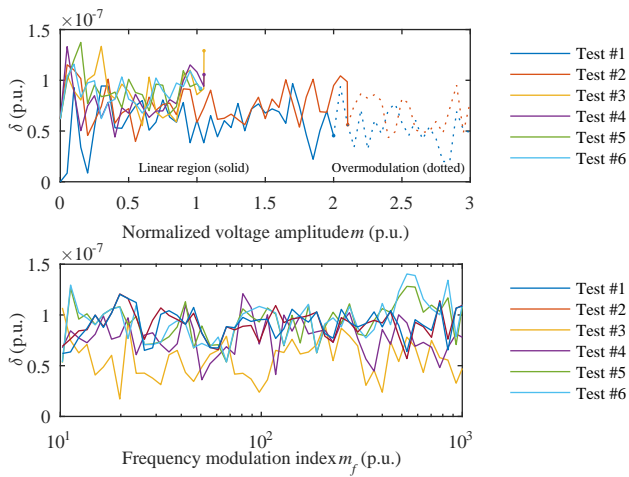 ×10⁻⁷
1.5
1
0.5
0
δ (p.u.)
Linear region (solid)
Overmodulation (dotted)
0 0.5 1 1.5 2 2.5 3
Normalized voltage amplitude m (p.u.)
Test #1
Test #2
Test #3
Test #4
Test #5
Test #6
×10⁻⁷
1.5
1
0.5
0
δ (p.u.)
10¹ 10² 10³
Frequency modulation index m_f (p.u.)
Test #1
Test #2
Test #3
Test #4
Test #5
Test #6